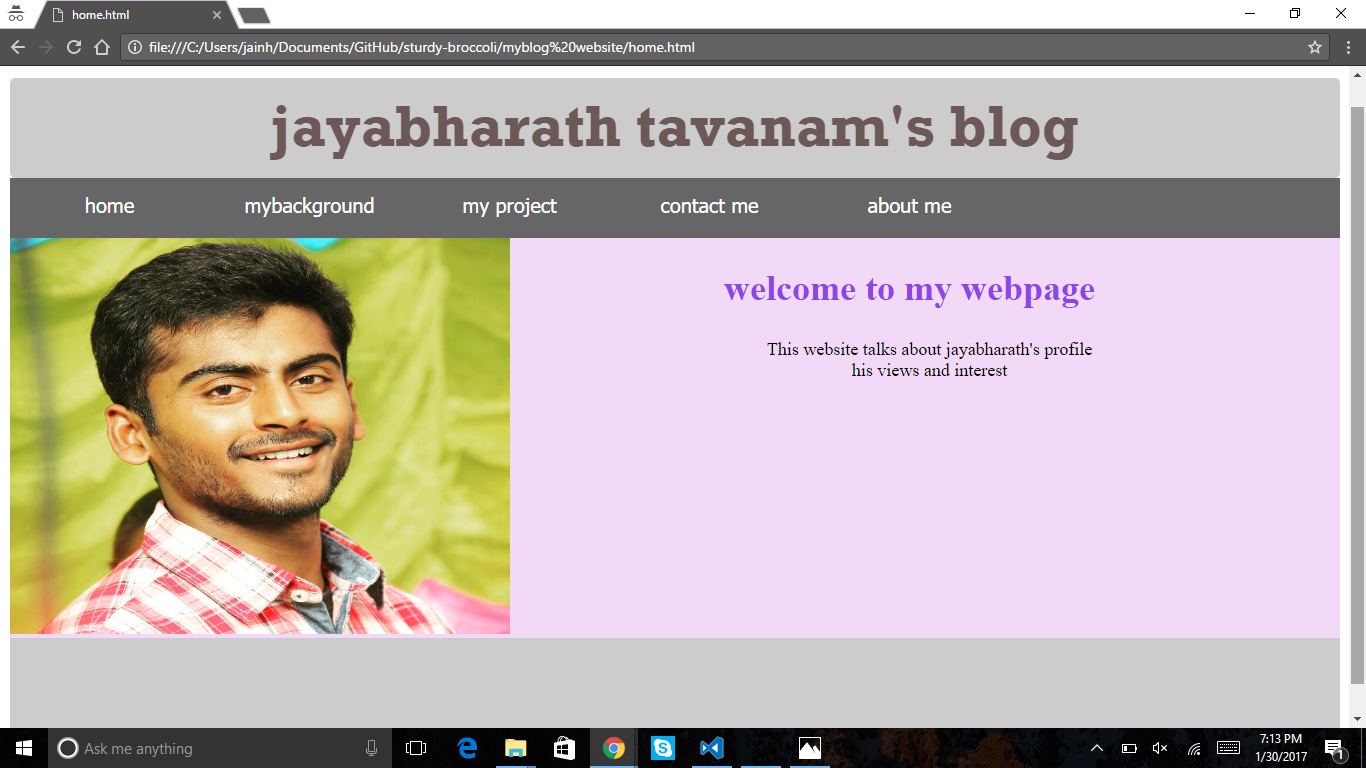 home.html
file:///C:/Users/jainh/Documents/GitHub/sturdy-broccoli/myblog%20website/home.html
jayabharath tavanam's blog
home mybackground my project contact me about me
welcome to my webpage
This website talks about jayabharath's profile
his views and interest
Ask me anything
7:13 PM
1/30/2017
1